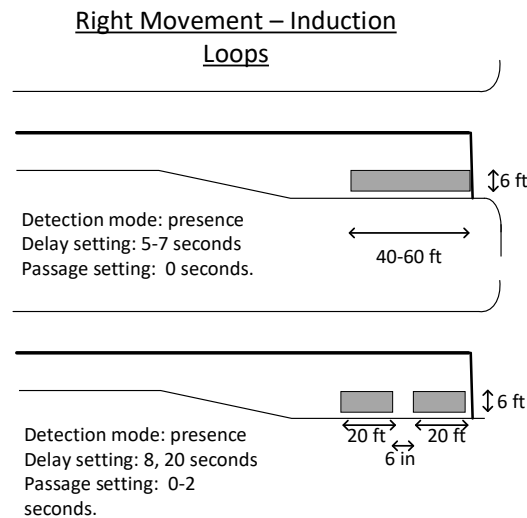 Right Movement – Induction
Loops
6 ft
Detection mode: presence
Delay setting: 5-7 seconds
Passage setting:  0 seconds.
40-60 ft
6 ft
20 ft
20 ft
6 in
Detection mode: presence
Delay setting: 8, 20 seconds
Passage setting:  0-2
seconds.